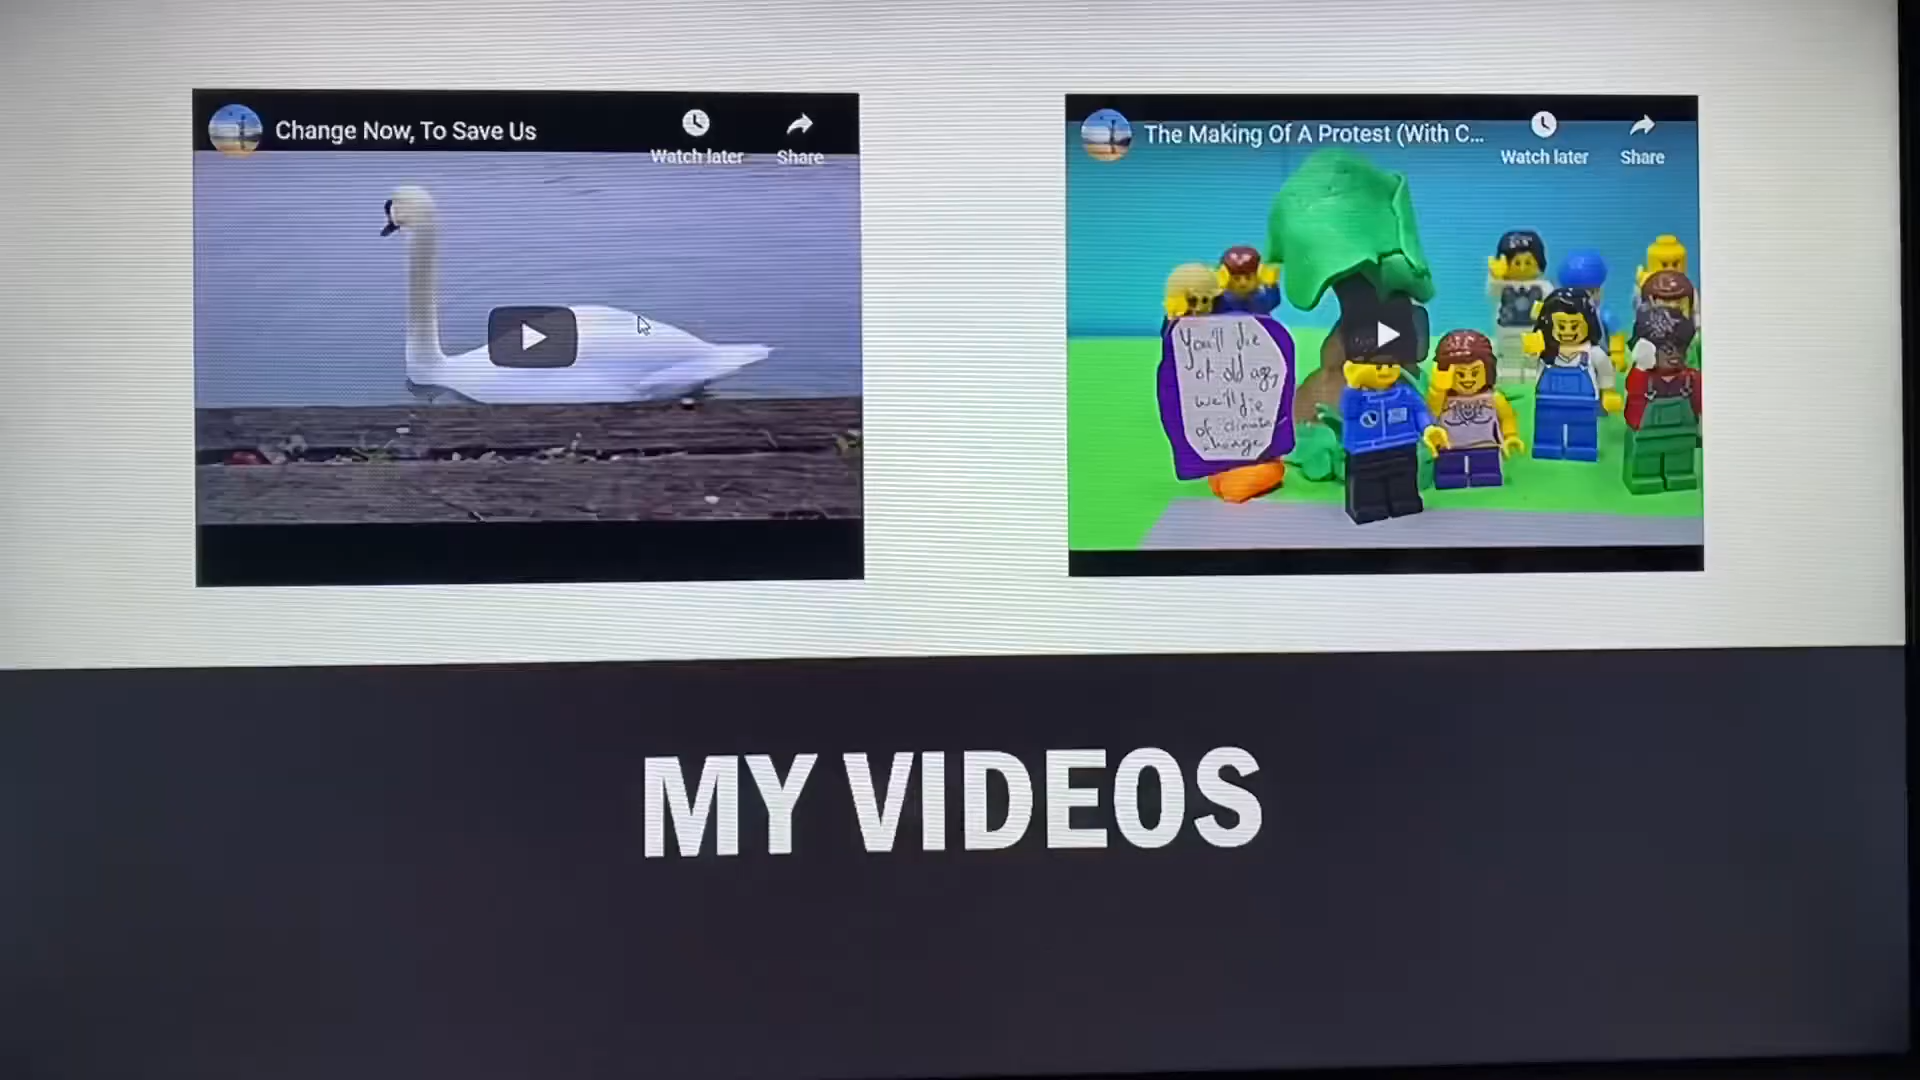 Change Now, To Save Us
Watch later
Share
The Making Of A Protest (With C...
Watch later
Share
You'll die
of old age,
we'll die
of climate
change
MY VIDEOS